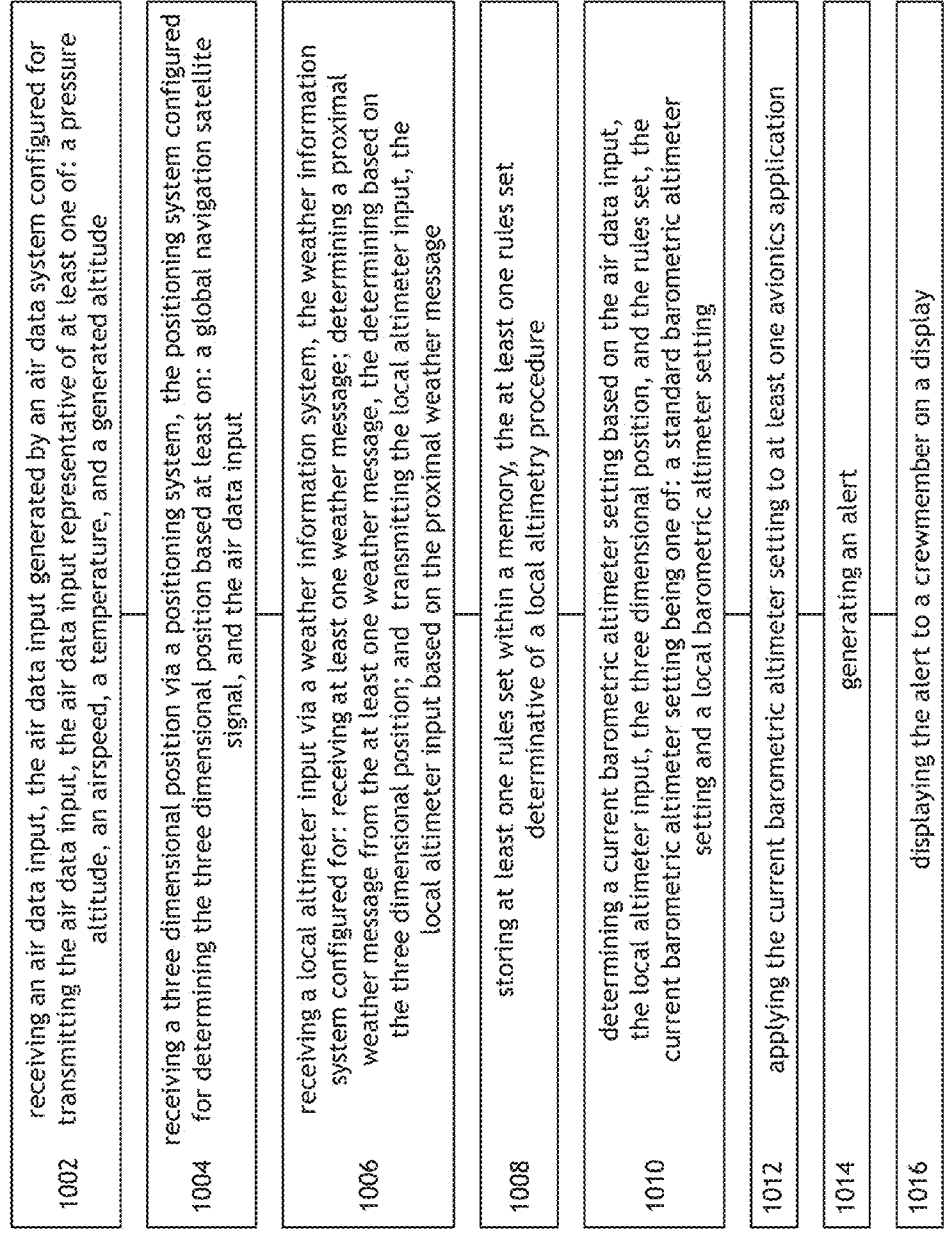 1002
receiving an air data input, the air data input generated by an air data system configured for
transmitting the air data input, the air data input representative of at least one of: a pressure
altitude, an airspeed, a temperature, and a generated altitude
1004
receiving a three dimensional position via a positioning system, the positioning system configured
for determining the three dimensional position based at least on: a global navigation satellite
signal, and the air data input
1006
receiving a local altimeter input via a weather information system, the weather information
system configured for: receiving at least one weather message; determining a proximal
weather message from the at least one weather message, the determining based on
the three dimensional position; and transmitting the local altimeter input, the
local altimeter input based on the proximal weather message
1008
storing at least one rules set within a memory, the at least one rules set
determinative of a local altimetry procedure
1010
determining a current barometric altimeter setting based on the air data input,
the local altimeter input, the three dimensional position, and the rules set, the
current barometric altimeter setting being one of: a standard barometric altimeter
setting and a local barometric altimeter setting
1012
applying the current barometric altimeter setting to at least one avionics application
1014
generating an alert
1016
displaying the alert to a crewmember on a display